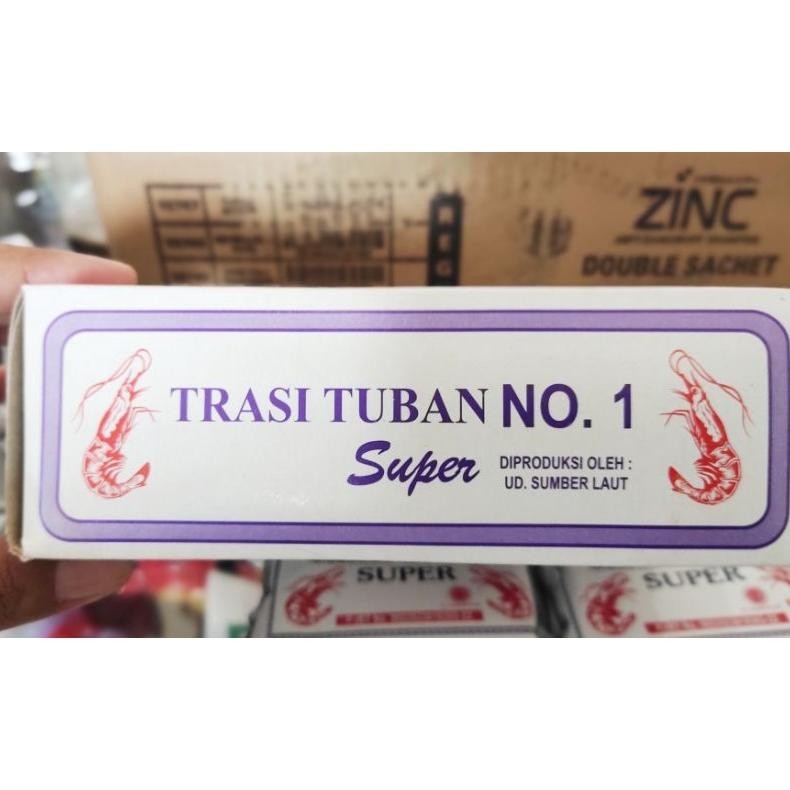 ZINC
DOUBLE SACHET
TRASI TUBAN NO. 1
Super
DIPRODUKSI OLEH :
UD. SUMBER LAUT
SUPER
SUPER